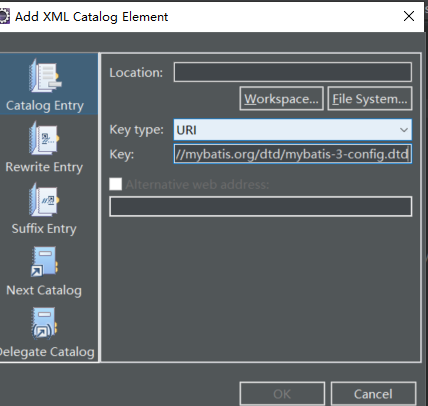 Add XML Catalog Element
Catalog Entry
Rewrite Entry
Suffix Entry
Next Catalog
Delegate Catalog
Location:
Workspace...
File System...
Key type:
URI
Key:
//mybatis.org/dtd/mybatis-3-config.dtd
Alternative web address:
OK
Cancel